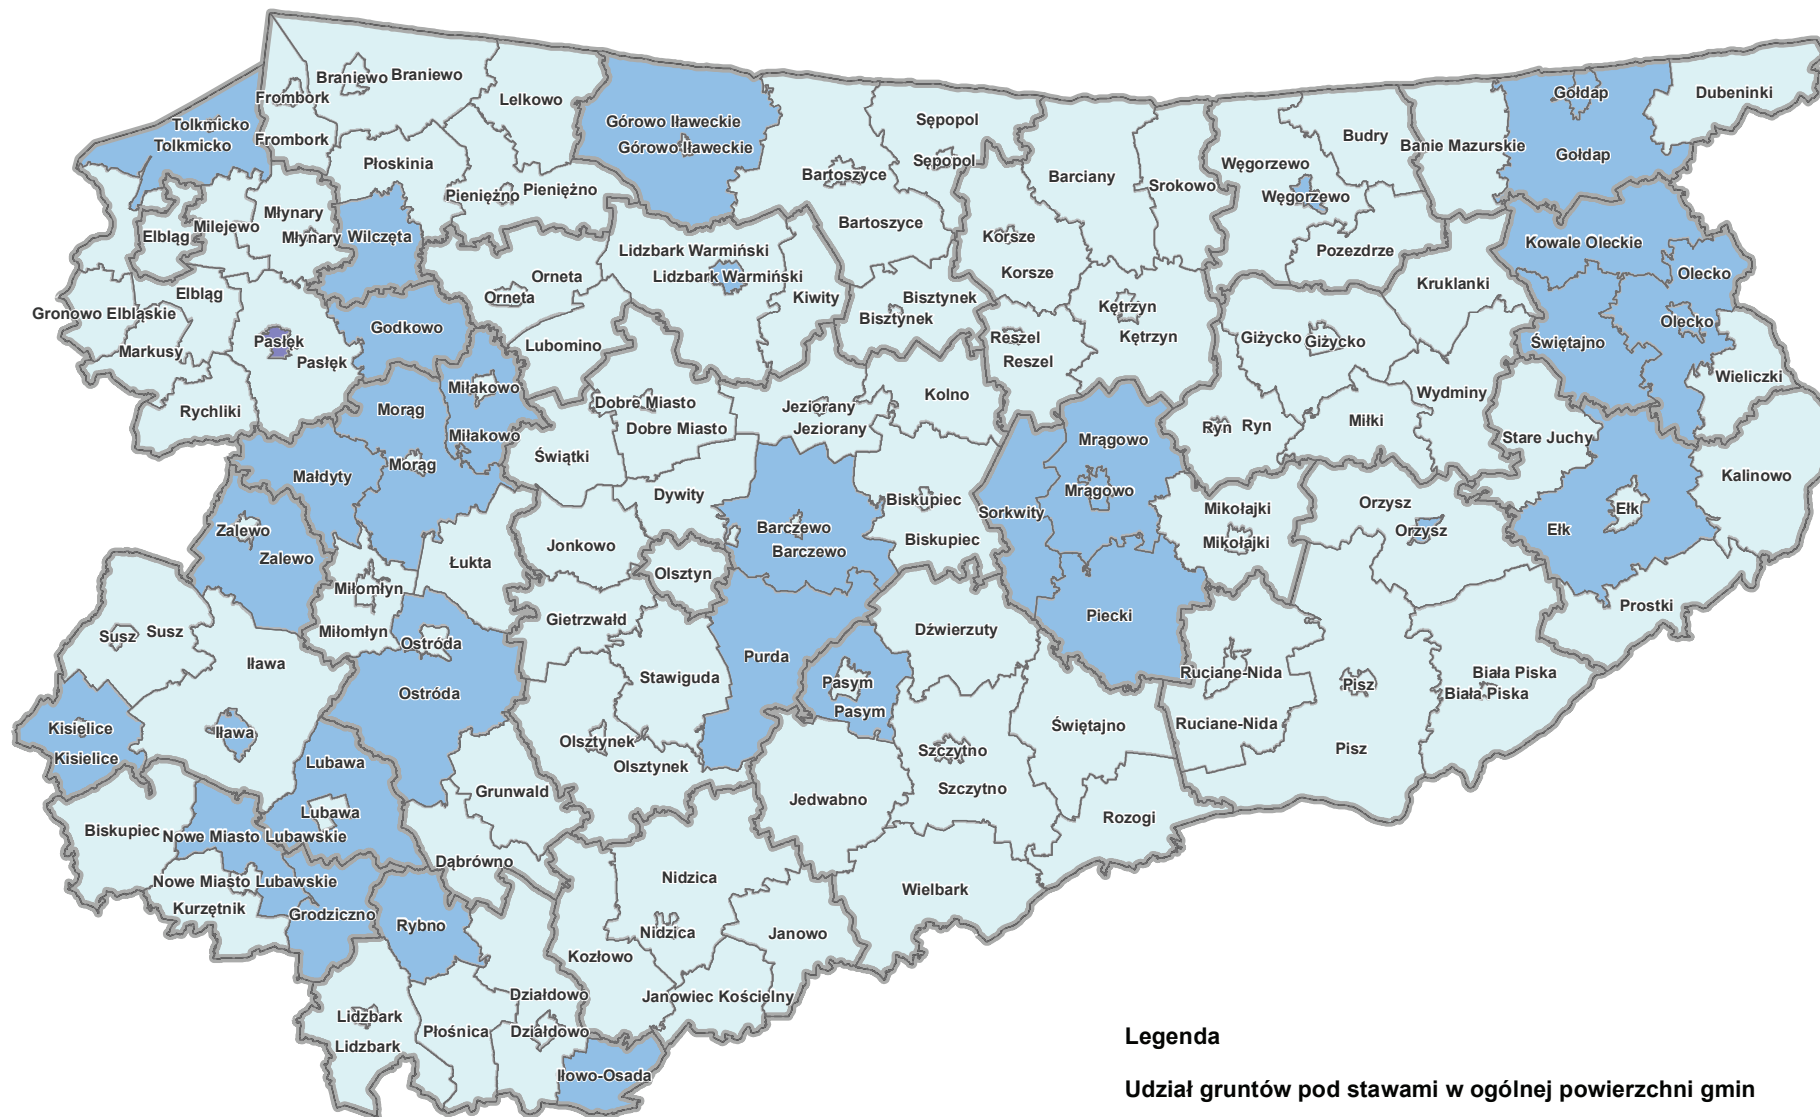 Braniewo Braniewo
Frombork
Lelkowo
Gołdap
Dubeninki
Tolkmicko
Górowo Iławeckie
Sępopol
Frombork
Tolkmicko
Górowo Iławeckie
Budry
Banie Mazurskie
Gołdap
Płoskinia
Sępopol
Węgorzewo
Bartoszyce
Barciany
Srokowo
Pieniężno
Pieniężno
Węgorzewo
Młynary
Milejewo
Elbląg
Młynary
Wilczęta
Bartoszyce
Korsze
Kowale Oleckie
Lidzbark Warmiński
Pozezdrze
Orneta
Lidzbark Warmiński
Korsze
Olecko
Kruklanki
Elbląg
Orneta
Kiwity
Bisztynek
Bisztynek
Kętrzyn
Gronowo Elbląskie
Godkowo
Olecko
Pasłęk
Reszel
Kętrzyn
Giżycko
Giżycko
Świętajno
Markusy
Pasłęk
Lubomino
Reszel
Wieliczki
Miłakowo
Kolno
Wydminy
Rychliki
Morąg
Dobre Miasto
Jeziorany
Dobre Miasto
Jeziorany
Ryn Ryn
Miłki
Miłakowo
Mrągowo
Stare Juchy
Świątki
Morąg
Małdyty
Kalinowo
Dywity
Mrągowo
Biskupiec
Orzysz
Mikołajki
Sorkwity
Ełk
Zalewo
Barczewo
Orzysz
Ełk
Jonkowo
Biskupiec
Mikołajki
Zalewo
Barczewo
Łukta
Olsztyn
Miłomłyn
Prostki
Piecki
Gietrzwałd
Susz
Susz
Miłomłyn
Ostróda
Dźwierzuty
Iława
Purda
Ruciane-Nida
Biała Piska
Stawiguda
Pasym
Pisz
Ostróda
Biała Piska
Pasym
Kisielice
Iława
Świętajno
Ruciane-Nida
Olsztynek
Szczytno
Pisz
Kisielice
Lubawa
Olsztynek
Szczytno
Grunwald
Jedwabno
Lubawa
Rozogi
Biskupiec
Nowe Miasto Lubawskie
Dąbrówno
Nidzica
Nowe Miasto Lubawskie
Wielbark
Kurzętnik
Grodziczno
Rybno
Nidzica
Janowo
Kozłowo
Działdowo
Janowiec Kościelny
Lidzbark
Płośnica
Działdowo
Lidzbark
Iłowo-Osada
Legenda
Udział gruntów pod stawami w ogólnej powierzchni gmin